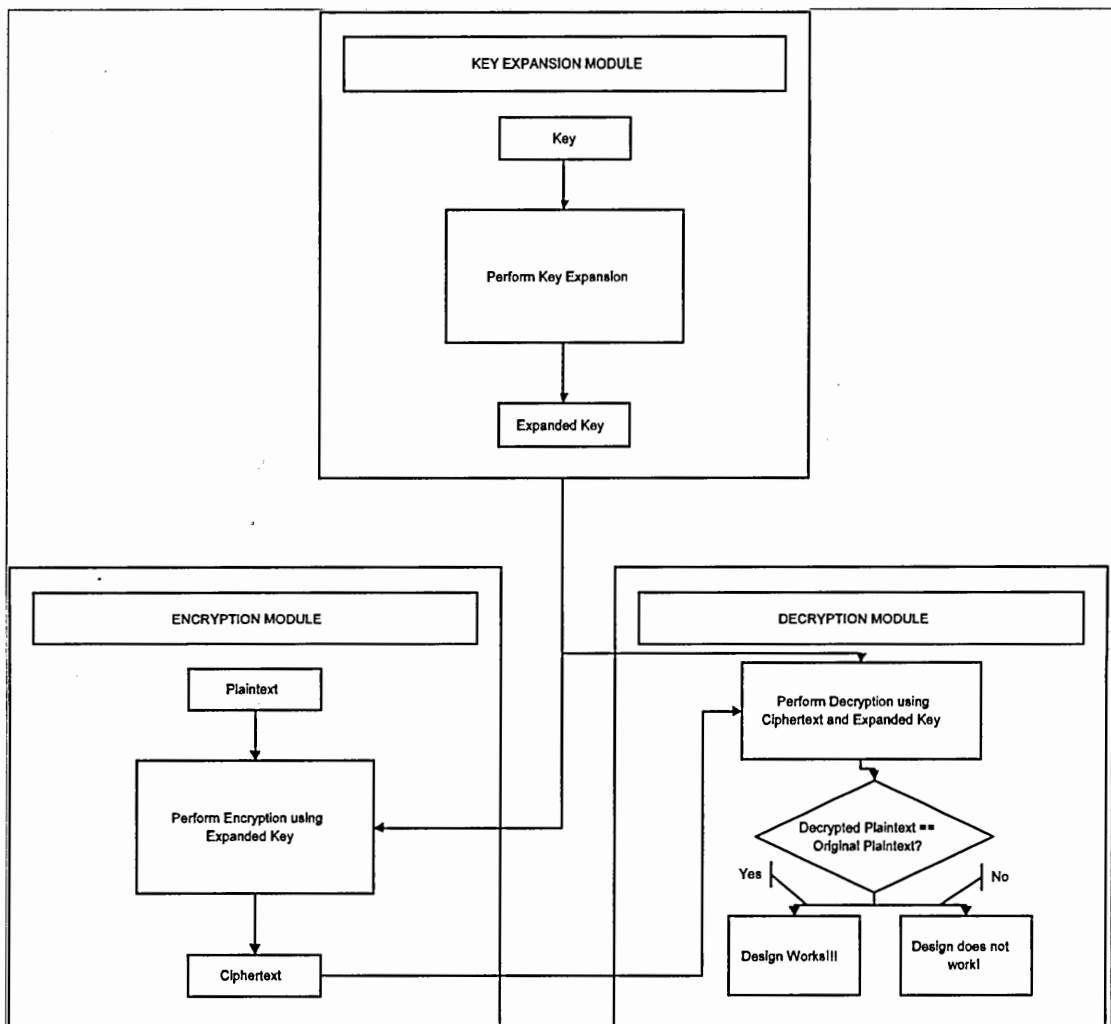 KEY EXPANSION MODULE
Key
Perform Key Expansion
Expanded Key
ENCRYPTION MODULE
Plaintext
Perform Encryption using
Expanded Key
Ciphertext
DECRYPTION MODULE
Perform Decryption using
Ciphertext and Expanded Key
Decrypted Plaintext ==
Original Plaintext?
Yes
No
Design Works!!!
Design does not
work!